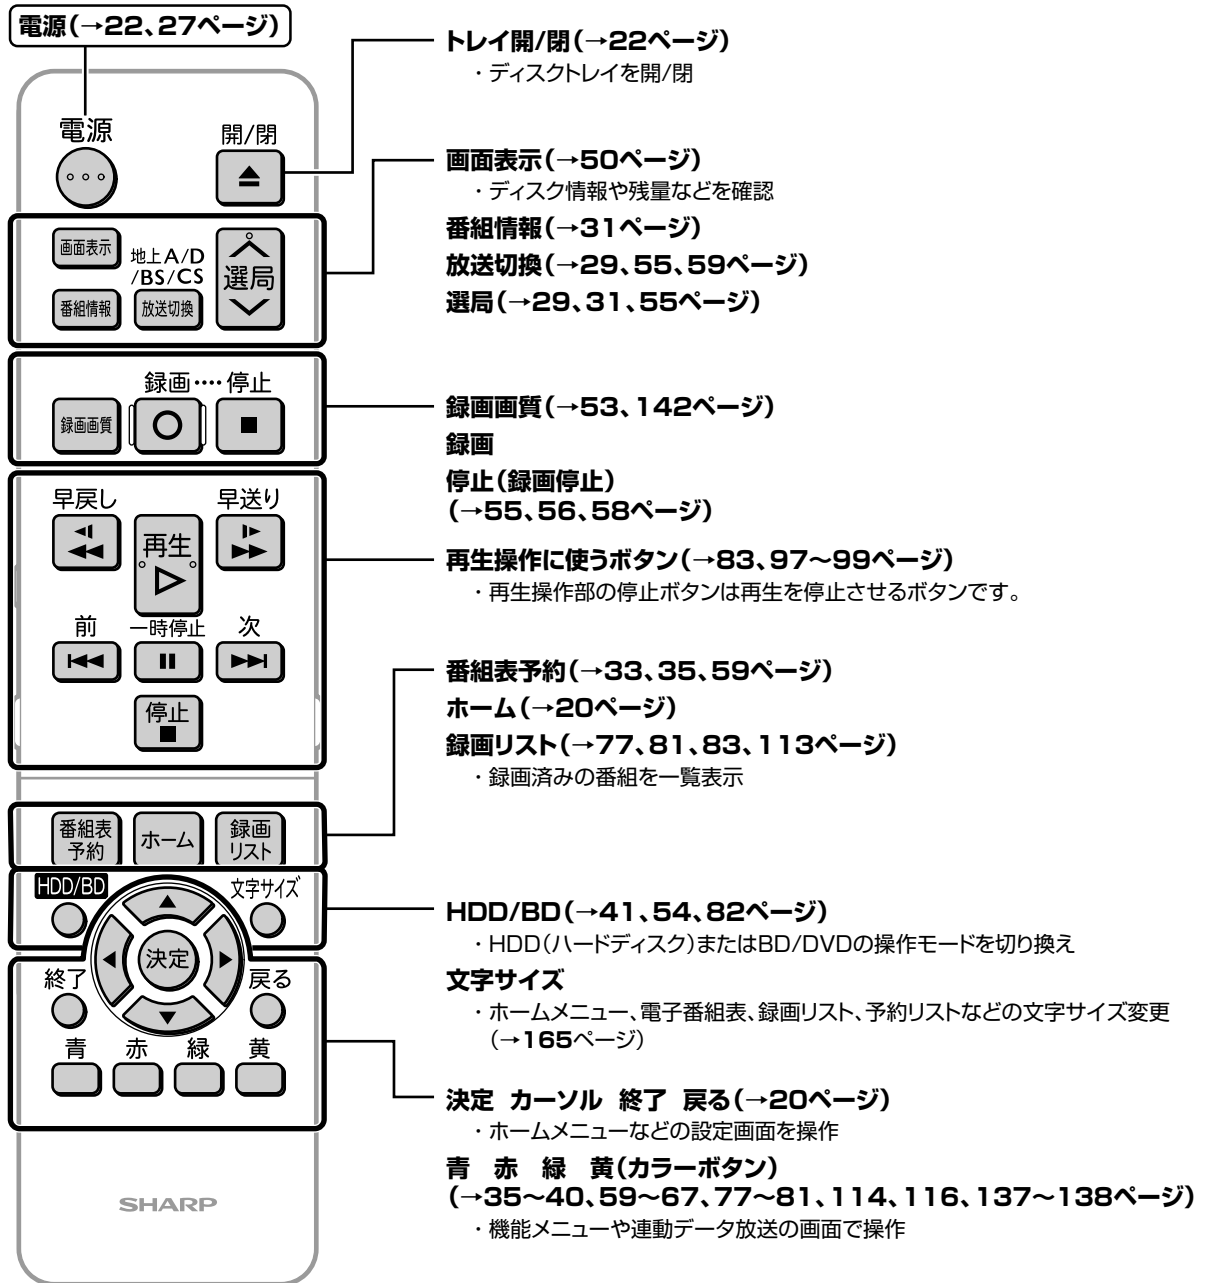 電源(→22、27ページ)
トレイ開/閉(→22ページ)
・ディスクトレイを開/閉
電源
開/閉
画面表示(→50ページ)
・ディスク情報や残量などを確認
番組情報(→31ページ)
放送切換(→29、55、59ページ)
選局(→29、31、55ページ)
画面表示
地上A/D
/BS/CS
選局
番組情報
放送切換
録画‥‥停止
録画画質
録画画質(→53、142ページ)
録画
停止(録画停止)
(→55、56、58ページ)
早戻し
早送り
再生
再生操作に使うボタン(→83、97〜99ページ)
・再生操作部の停止ボタンは再生を停止させるボタンです。
前
一時停止
次
停止
番組表予約(→33、35、59ページ)
ホーム(→20ページ)
録画リスト(→77、81、83、113ページ)
・録画済みの番組を一覧表示
番組表
予約
ホーム
録画
リスト
HDD/BD
文字サイズ
HDD/BD(→41、54、82ページ)
・HDD(ハードディスク)またはBD/DVDの操作モードを切り換え
文字サイズ
・ホームメニュー、電子番組表、録画リスト、予約リストなどの文字サイズ変更
(→165ページ)
決定
終了
戻る
青 赤 緑 黄
決定 カーソル 終了 戻る(→20ページ)
・ホームメニューなどの設定画面を操作
青 赤 緑 黄(カラーボタン)
(→35〜40、59〜67、77〜81、114、116、137〜138ページ)
・機能メニューや連動データ放送の画面で操作
SHARP